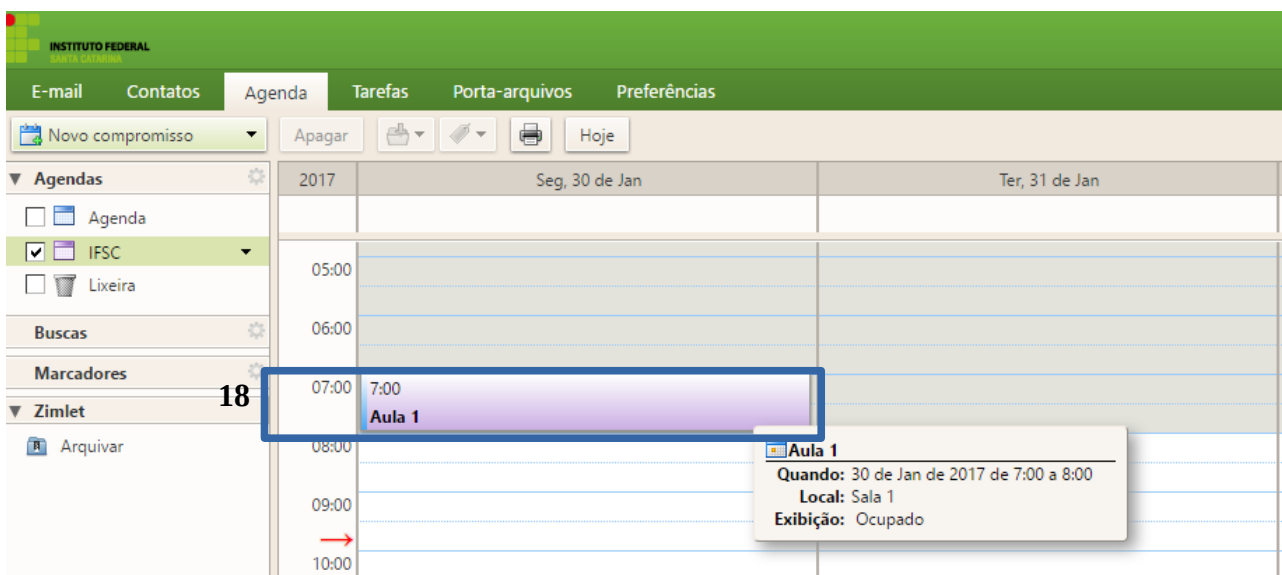 INSTITUTO FEDERAL
SANTA CATARINA
E-mail Contatos Agenda Tarefas Porta-arquivos Preferências
Novo compromisso Apagar Hoje
Agendas 2017 Seg, 30 de Jan Ter, 31 de Jan
Agenda
IFSC
05:00
Lixeira
Buscas 06:00
Marcadores
18 07:00 7:00
Zimlet Aula 1
Arquivar 08:00
Aula 1
Quando: 30 de Jan de 2017 de 7:00 a 8:00
Local: Sala 1
09:00
Exibição: Ocupado
10:00